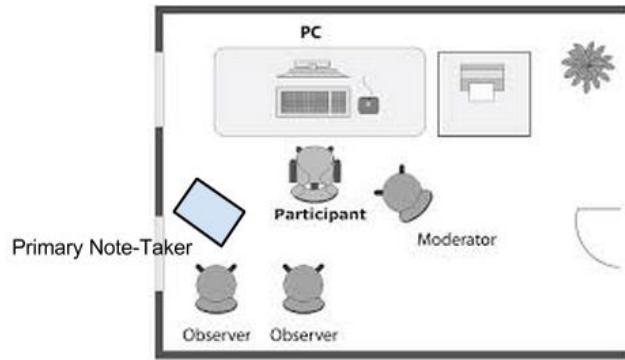 PC
Participant
Moderator
Primary Note-Taker
Observer
Observer